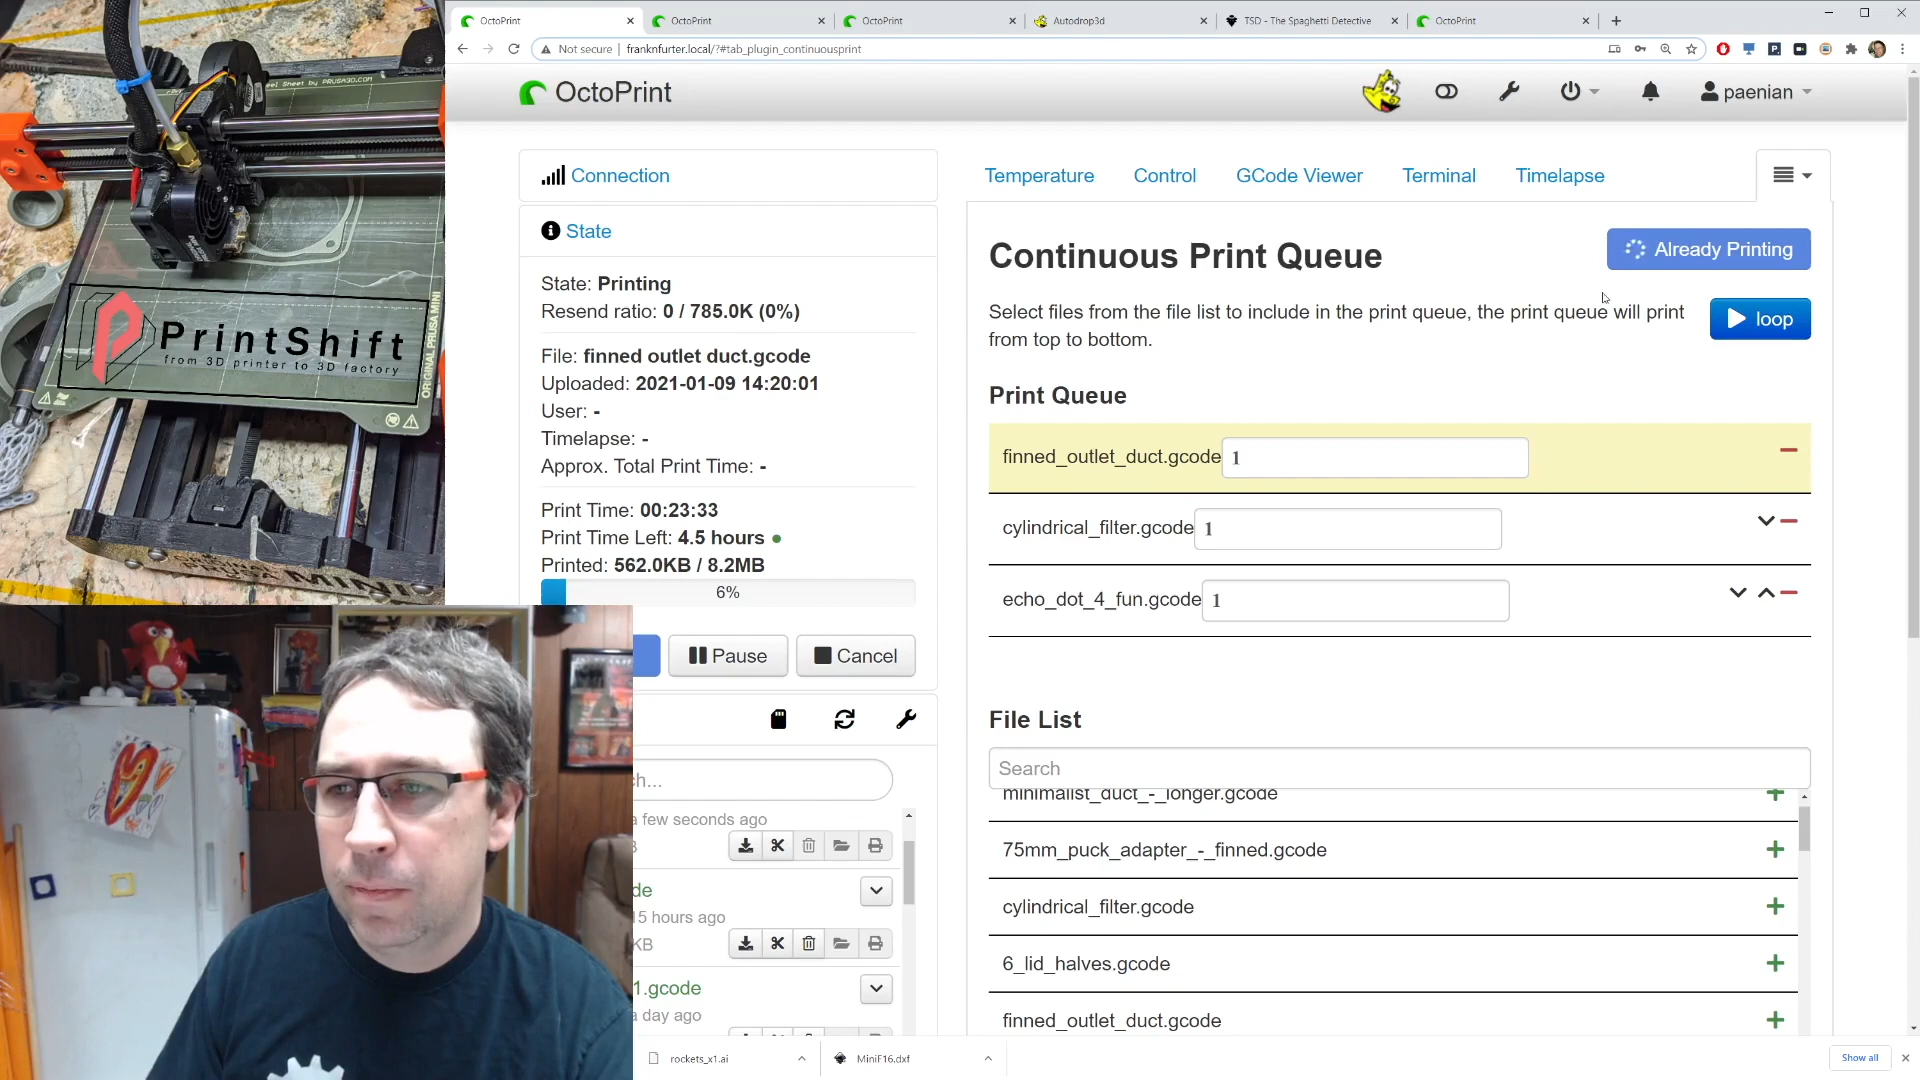 OctoPrint
OctoPrint
OctoPrint
Autodrop3d
TSD - The Spaghetti Detective
OctoPrint
Not secure | franknfurter.local/?#tab_plugin_continuousprint
OctoPrint
paenian
Connection
State
State: Printing
Resend ratio: 0 / 785.0K (0%)
File: finned outlet duct.gcode
Uploaded: 2021-01-09 14:20:01
User: -
Timelapse: -
Approx. Total Print Time: -
Print Time: 00:23:33
Print Time Left: 4.5 hours
Printed: 562.0KB / 8.2MB
6%
Pause
Cancel
h...
a few seconds ago
de
15 hours ago
KB
1.gcode
a day ago
Temperature
Control
GCode Viewer
Terminal
Timelapse
Continuous Print Queue
Already Printing
Select files from the file list to include in the print queue, the print queue will print
from top to bottom.
loop
Print Queue
finned_outlet_duct.gcode 1
cylindrical_filter.gcode 1
echo_dot_4_fun.gcode 1
File List
Search
minimalist_duct_-_longer.gcode
75mm_puck_adapter_-_finned.gcode
cylindrical_filter.gcode
6_lid_halves.gcode
finned_outlet_duct.gcode
rockets_x1.ai
MiniF16.dxf
Show all
PrintShift
from 3D printer to 3D factory
ORIGINAL PRUSA MINI
MINI